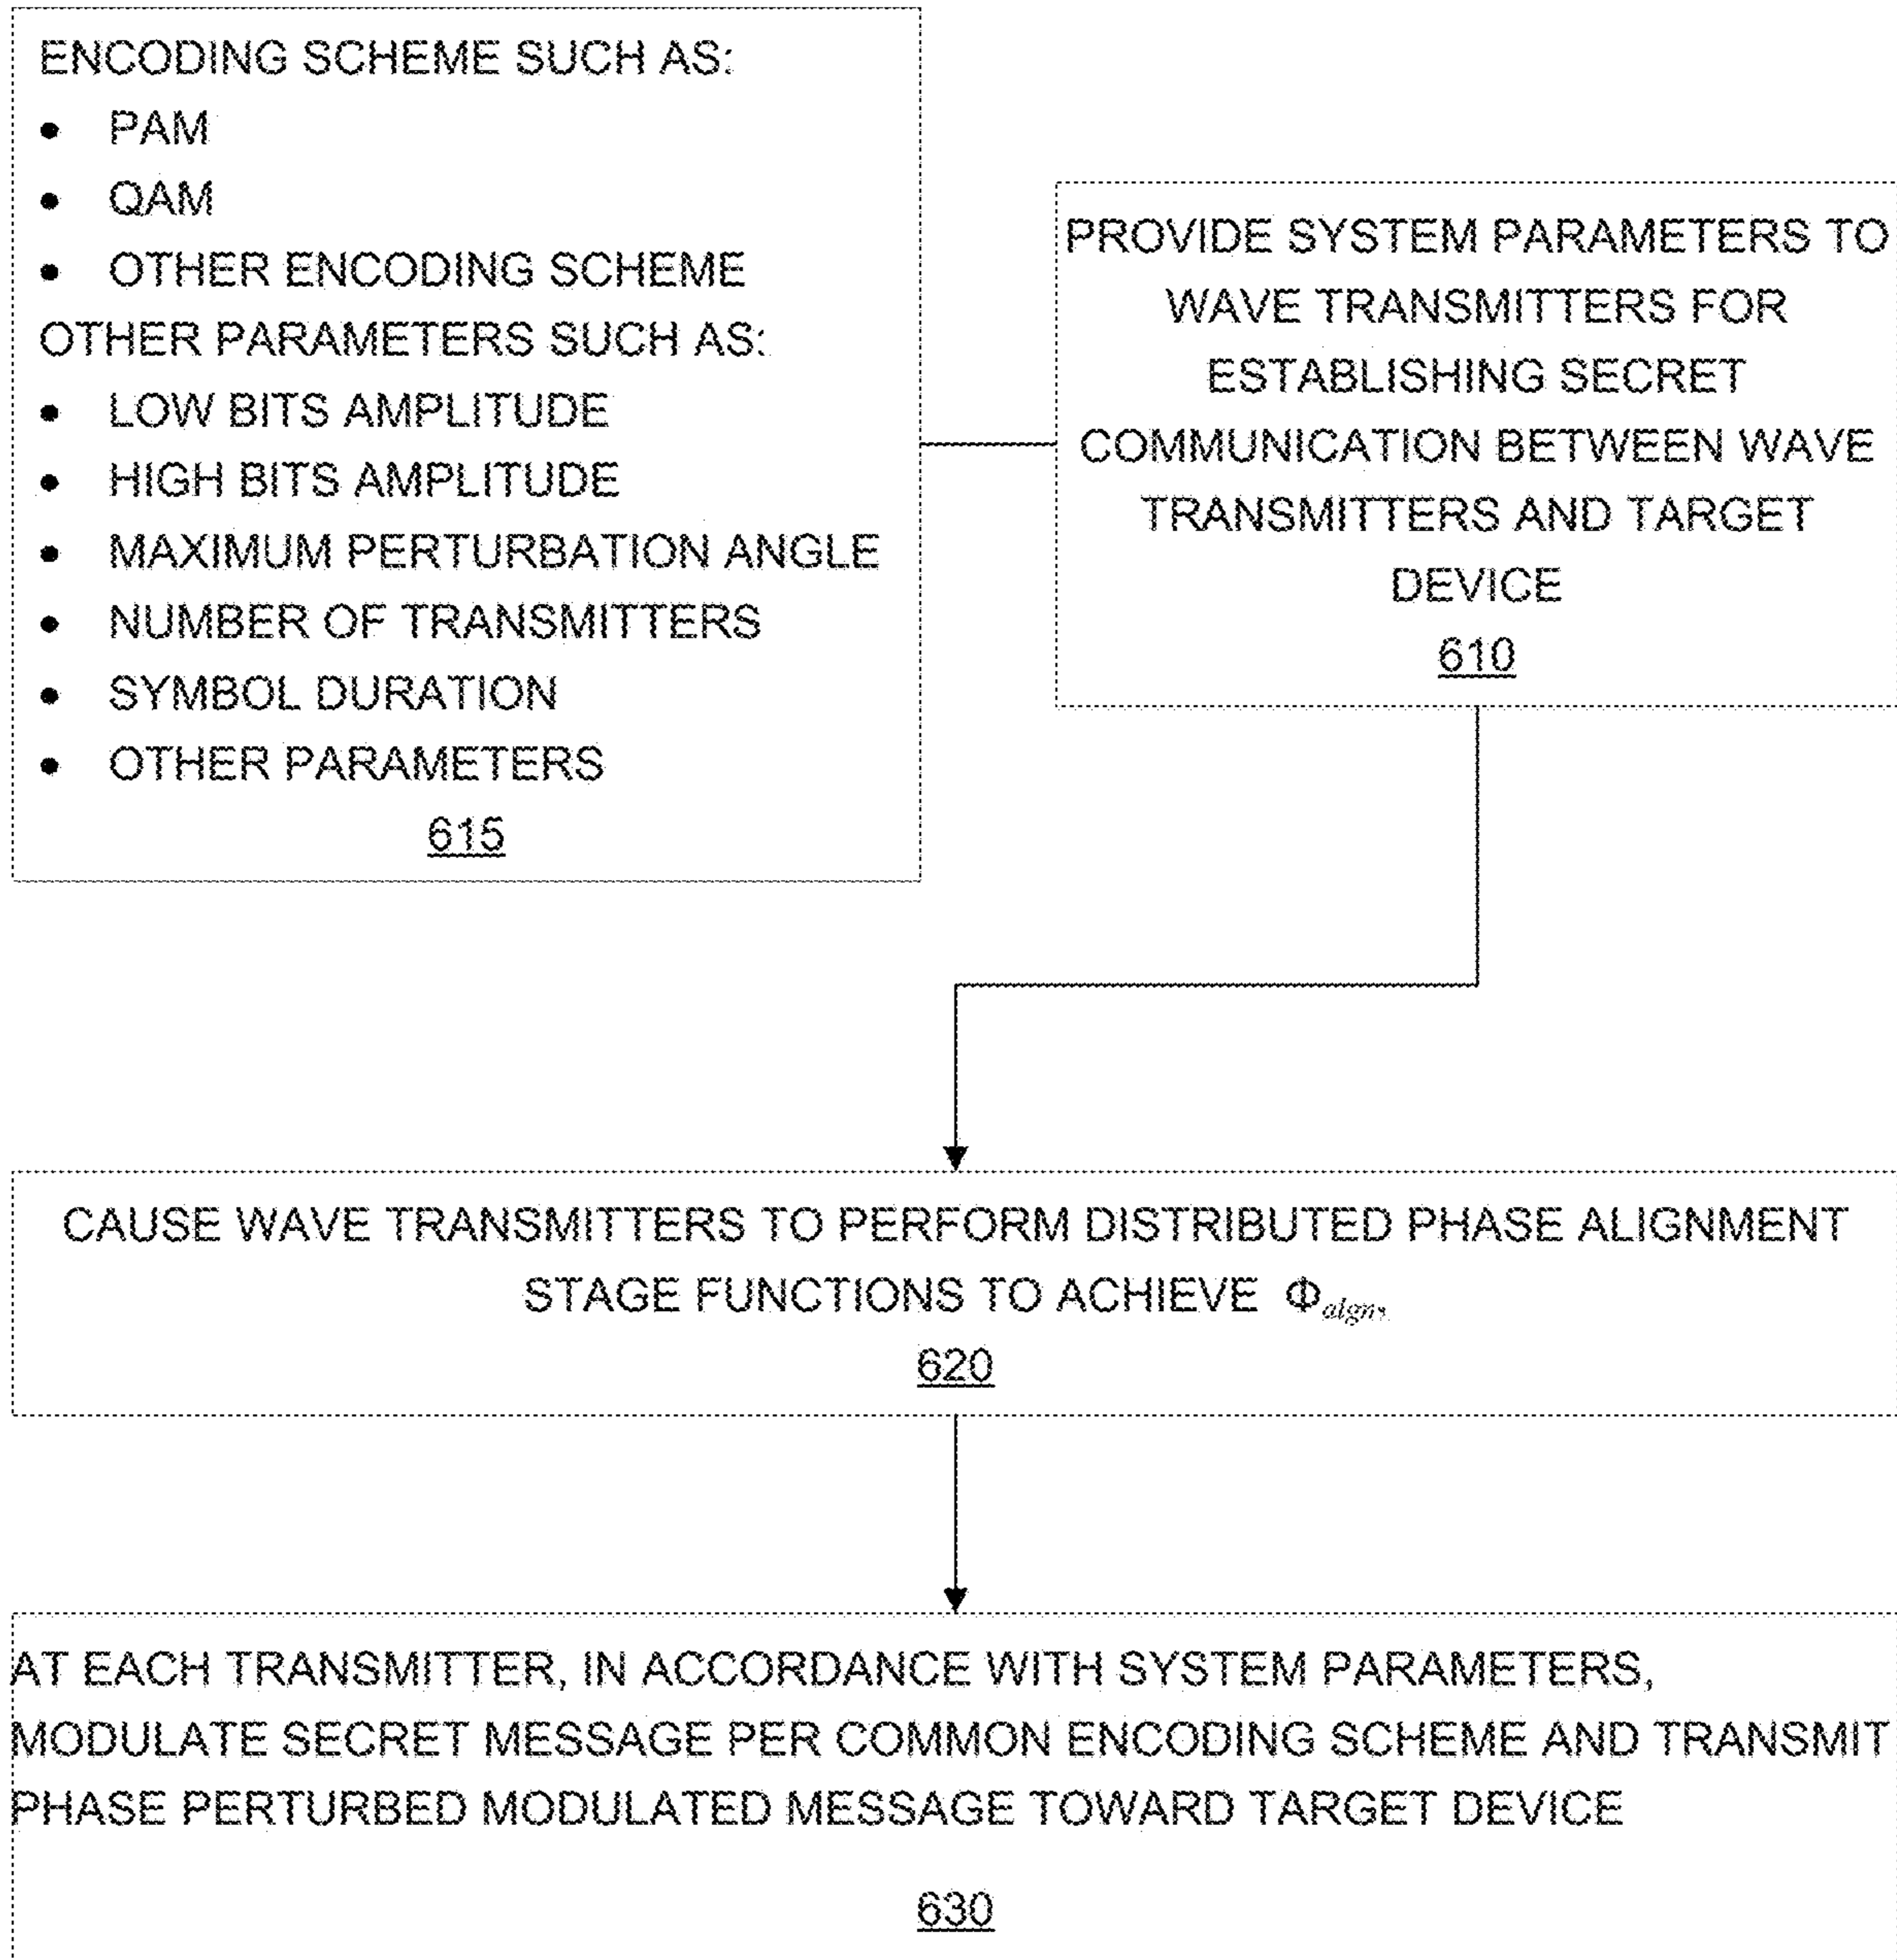 ENCODING SCHEME SUCH AS:
• PAM
• QAM
• OTHER ENCODING SCHEME
OTHER PARAMETERS SUCH AS:
• LOW BITS AMPLITUDE
• HIGH BITS AMPLITUDE
• MAXIMUM PERTURBATION ANGLE
• NUMBER OF TRANSMITTERS
• SYMBOL DURATION
• OTHER PARAMETERS
615
PROVIDE SYSTEM PARAMETERS TO
WAVE TRANSMITTERS FOR
ESTABLISHING SECRET
COMMUNICATION BETWEEN WAVE
TRANSMITTERS AND TARGET
DEVICE
610
CAUSE WAVE TRANSMITTERS TO PERFORM DISTRIBUTED PHASE ALIGNMENT
STAGE FUNCTIONS TO ACHIEVE Φ
620
AT EACH TRANSMITTER, IN ACCORDANCE WITH SYSTEM PARAMETERS,
MODULATE SECRET MESSAGE PER COMMON ENCODING SCHEME AND TRANSMIT
PHASE PERTURBED MODULATED MESSAGE TOWARD TARGET DEVICE
630